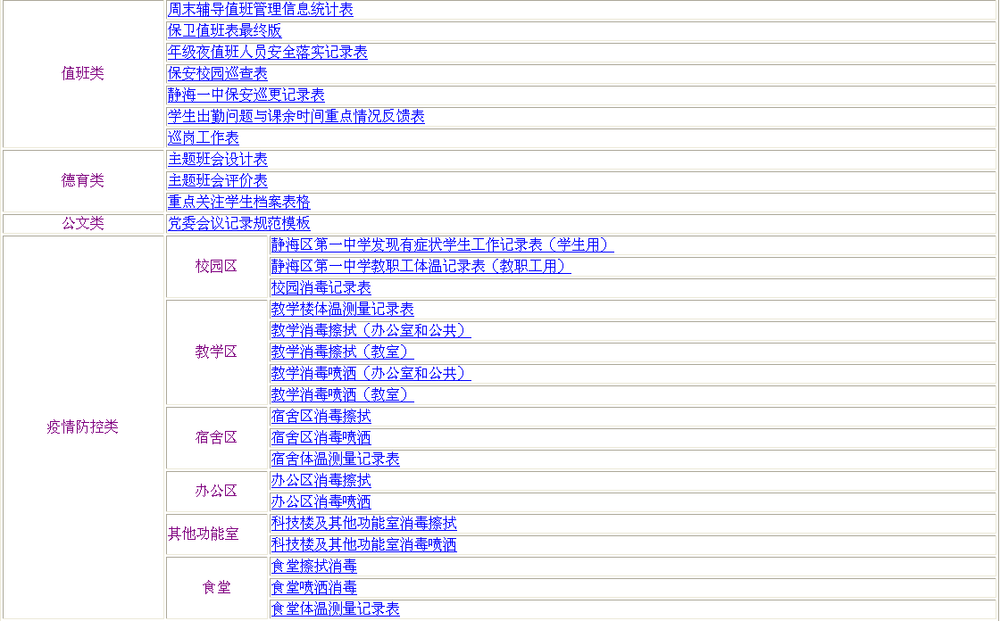 值班类
周末辅导值班管理信息统计表
保卫值班表最终版
年级夜值班人员安全落实记录表
保安校园巡查表
静海一中保安巡更记录表
学生出勤问题与课余时间重点情况反馈表
巡岗工作表
德育类
主题班会设计表
主题班会评价表
重点关注学生档案表格
公文类
党委会议记录规范模板
疫情防控类
校园区
静海区第一中学发现有症状学生工作记录表（学生用）
静海区第一中学教职工体温记录表（教职工用）
校园消毒记录表
教学区
教学楼体温测量记录表
教学消毒擦拭（办公室和公共）
教学消毒擦拭（教室）
教学消毒喷洒（办公室和公共）
教学消毒喷洒（教室）
宿舍区
宿舍区消毒擦拭
宿舍区消毒喷洒
宿舍体温测量记录表
办公区
办公区消毒擦拭
办公区消毒喷洒
其他功能室
科技楼及其他功能室消毒擦拭
科技楼及其他功能室消毒喷洒
食堂
食堂擦拭消毒
食堂喷洒消毒
食堂体温测量记录表